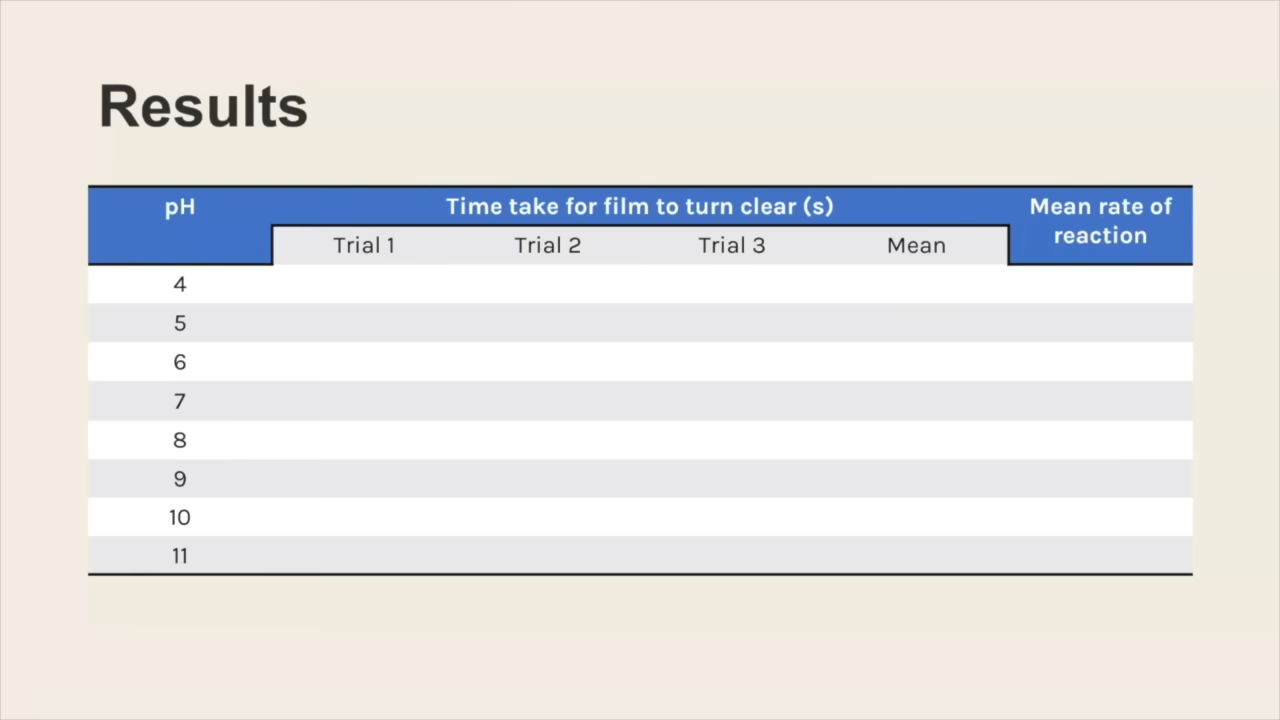 Results
pH
Time take for film to turn clear (s)
Mean rate of
reaction
Trial 1 Trial 2 Trial 3 Mean
4
5
6
7
8
9
10
11